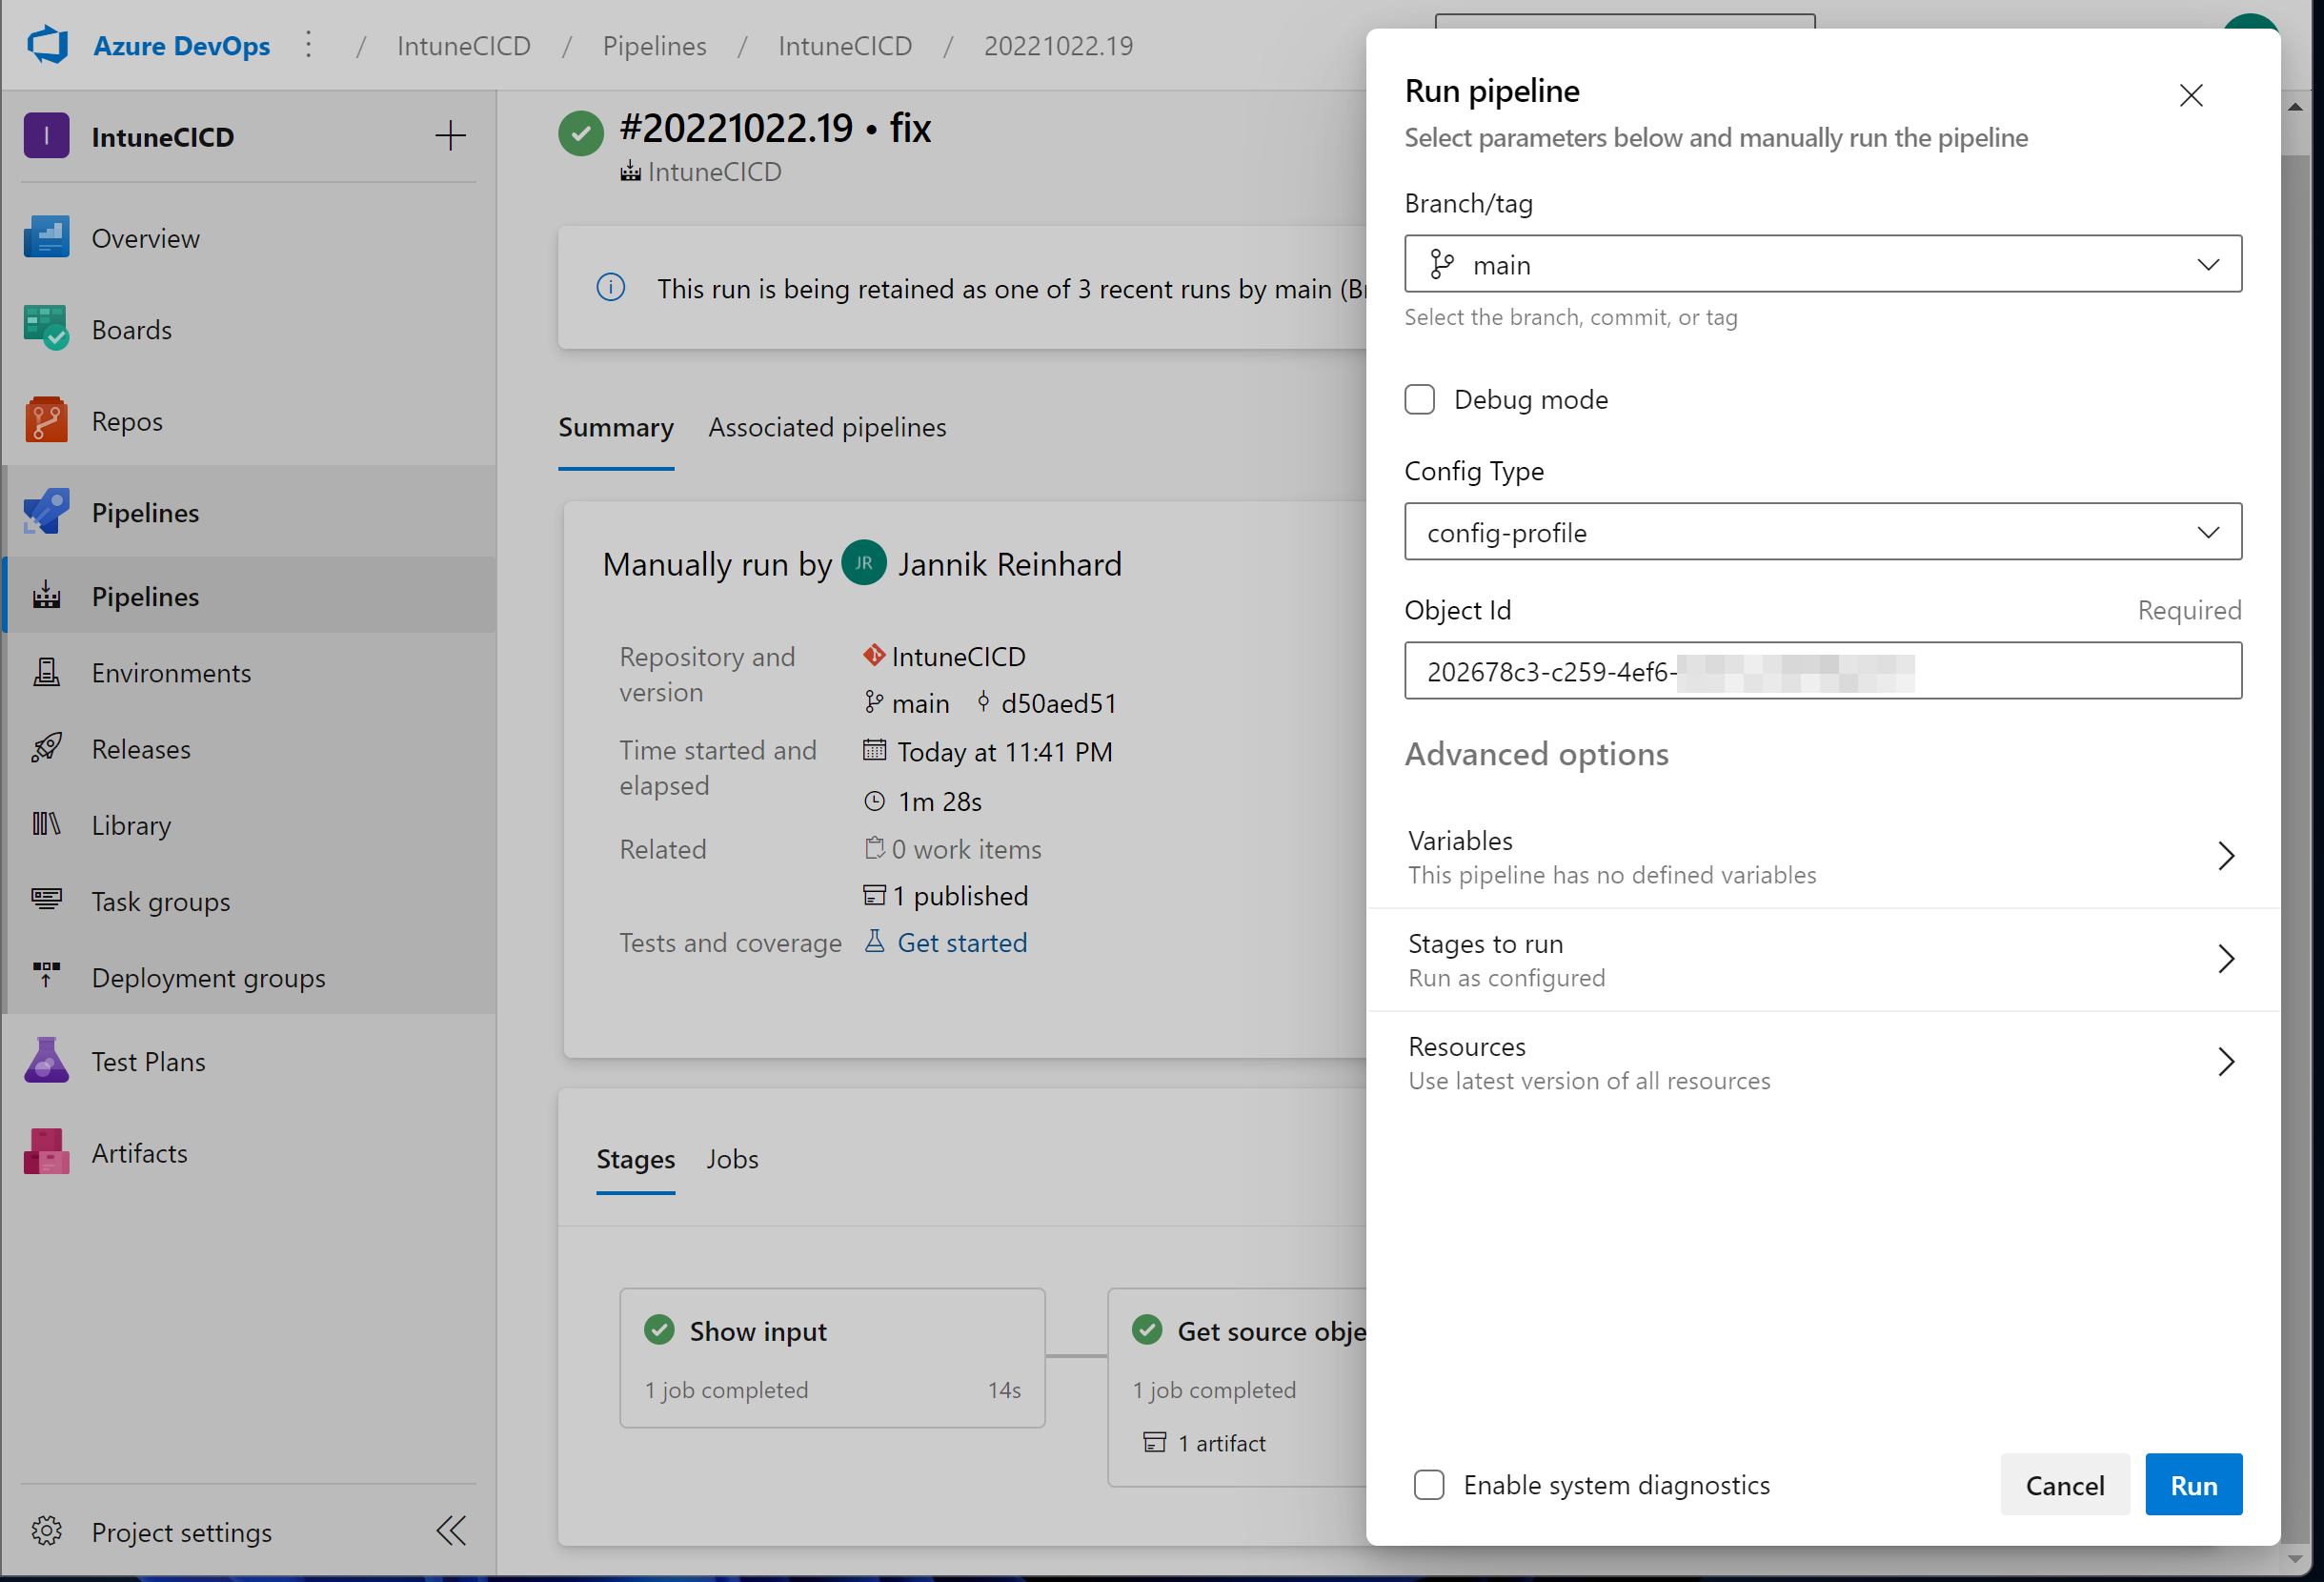 Azure DevOps / IntuneCICD / Pipelines / IntuneCICD / 20221022.19
I IntuneCICD
Overview
Boards
Repos
Pipelines
Pipelines
Environments
Releases
Library
Task groups
Deployment groups
Test Plans
Artifacts
Project settings
#20221022.19 • fix
IntuneCICD
This run is being retained as one of 3 recent runs by main (Br
Summary Associated pipelines
Manually run by JR Jannik Reinhard
Repository and version
IntuneCICD
main d50aed51
Time started and elapsed
Today at 11:41 PM
1m 28s
Related
0 work items
1 published
Tests and coverage
Get started
Stages Jobs
Show input
1 job completed 14s
Get source obje
1 job completed
1 artifact
Run pipeline
Select parameters below and manually run the pipeline
Branch/tag
main
Select the branch, commit, or tag
Debug mode
Config Type
config-profile
Object Id Required
202678c3-c259-4ef6-
Advanced options
Variables
This pipeline has no defined variables
Stages to run
Run as configured
Resources
Use latest version of all resources
Enable system diagnostics
Cancel Run